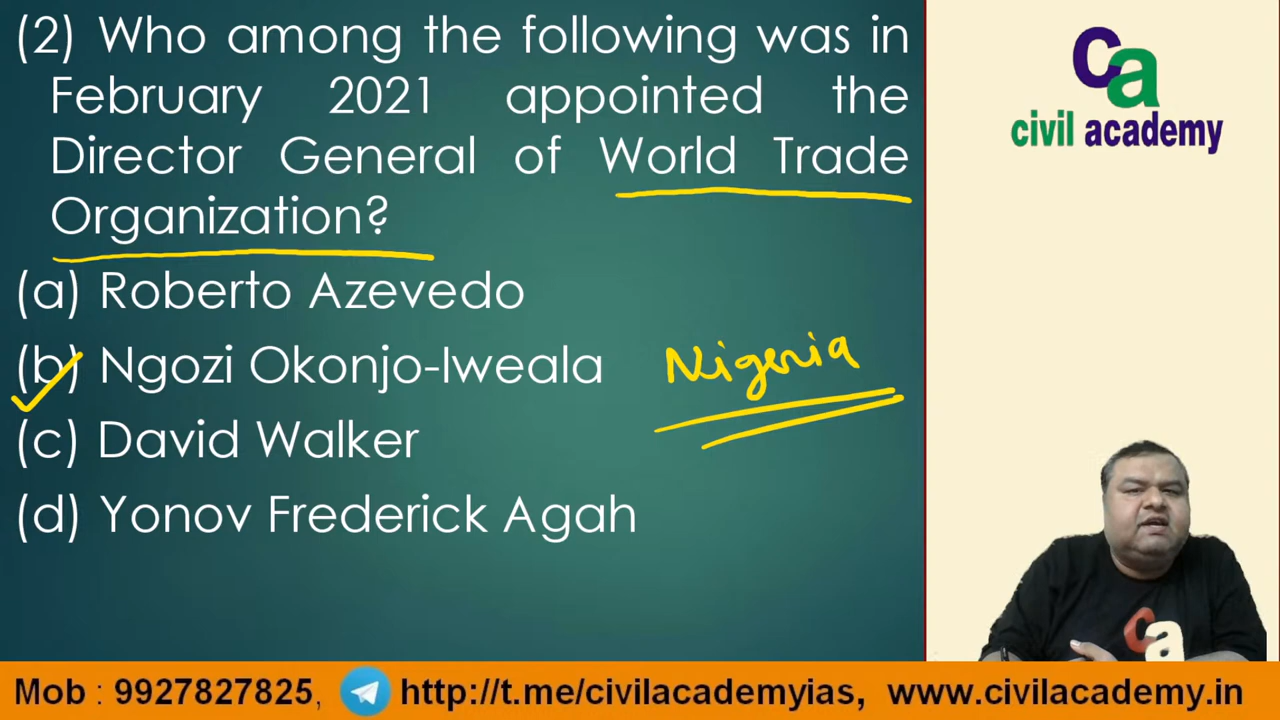 (2) Who among the following was in
February 2021 appointed the
Director General of World Trade
Organization?
(a) Roberto Azevedo
(b) Ngozi Okonjo-Iweala
Nigeria
(c) David Walker
(d) Yonov Frederick Agah
ca
civil academy
ca
Mob : 9927827825, http://t.me/civilacademyias, www.civilacademy.in